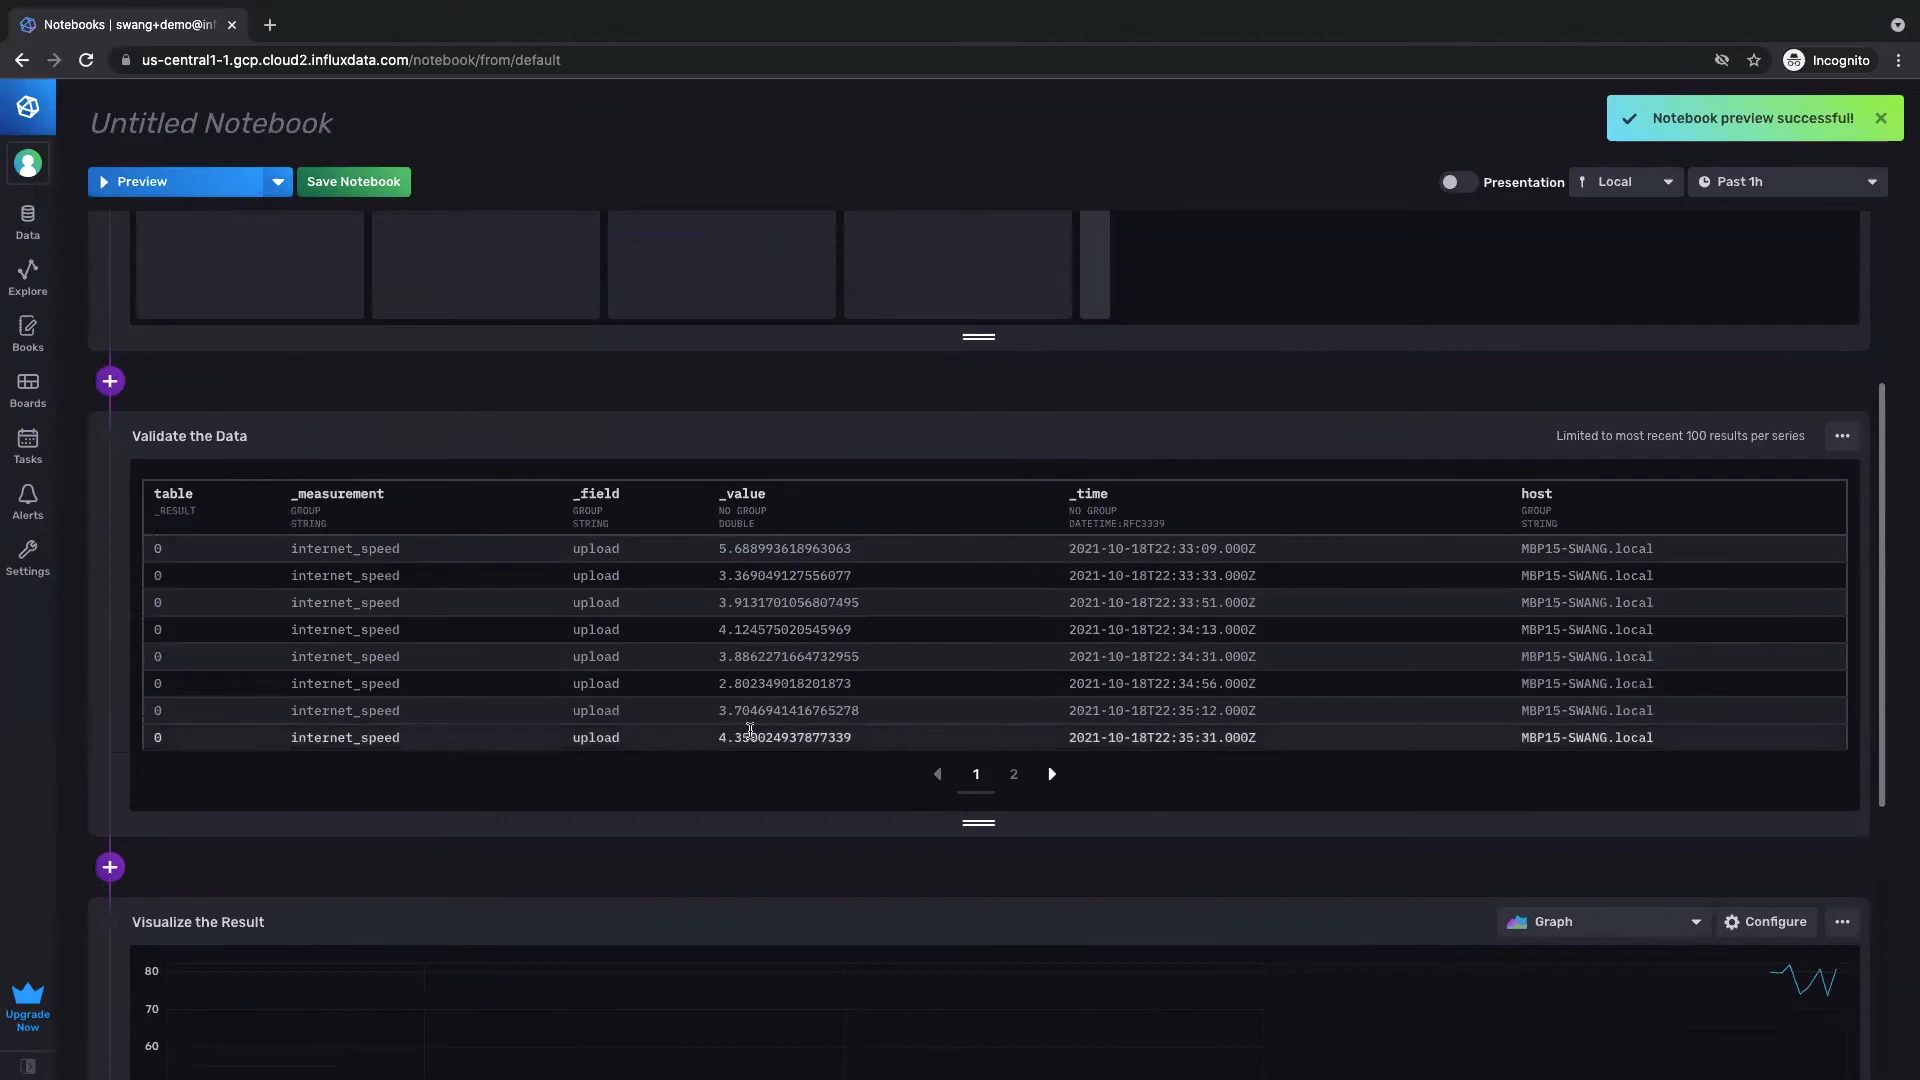 Notebooks | swang+demo@inf
us-central1-1.gcp.cloud2.influxdata.com/notebook/from/default
Incognito
Untitled Notebook
Notebook preview successful!
Preview
Save Notebook
Presentation
Local
Past 1h
Data
Explore
Books
Boards
Tasks
Alerts
Settings
Upgrade
Now
Validate the Data
Limited to most recent 100 results per series
table _measurement _field _value _time host
_RESULT GROUP GROUP NO GROUP NO GROUP GROUP
STRING STRING DOUBLE DATETIME:RFC3339 STRING
0 internet_speed upload 5.688993618963063 2021-10-18T22:33:09.000Z MBP15-SWANG.local
0 internet_speed upload 3.369049127556077 2021-10-18T22:33:33.000Z MBP15-SWANG.local
0 internet_speed upload 3.9131701056807495 2021-10-18T22:33:51.000Z MBP15-SWANG.local
0 internet_speed upload 4.124575020545969 2021-10-18T22:34:13.000Z MBP15-SWANG.local
0 internet_speed upload 3.8862271664732955 2021-10-18T22:34:31.000Z MBP15-SWANG.local
0 internet_speed upload 2.802349018201873 2021-10-18T22:34:56.000Z MBP15-SWANG.local
0 internet_speed upload 3.7046941416765278 2021-10-18T22:35:12.000Z MBP15-SWANG.local
0 internet_speed upload 2021-10-18T22:35:31.000Z MBP15-SWANG.local
1 2
Visualize the Result
Graph
Configure
80
70
60